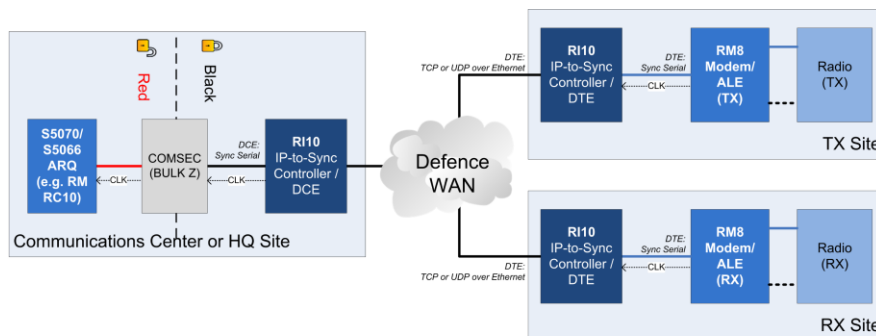 Red
Black
S5070/
S5066
ARQ
(e.g. RM
RC10)
CLK
COMSEC
(BULK Z)
DCE:
Sync Serial
CLK
RI10
IP-to-Sync
Controller /
DCE
Communications Center or HQ Site
Defence
WAN
DTE:
TCP or UDP over Ethernet
RI10
IP-to-Sync
Controller /
DTE
DTE:
Sync Serial
CLK
RM8
Modem/
ALE
(TX)
Radio
(TX)
TX Site
DTE:
TCP or UDP over Ethernet
RI10
IP-to-Sync
Controller /
DTE
DTE:
Sync Serial
CLK
RM8
Modem/
ALE
(RX)
Radio
(RX)
RX Site